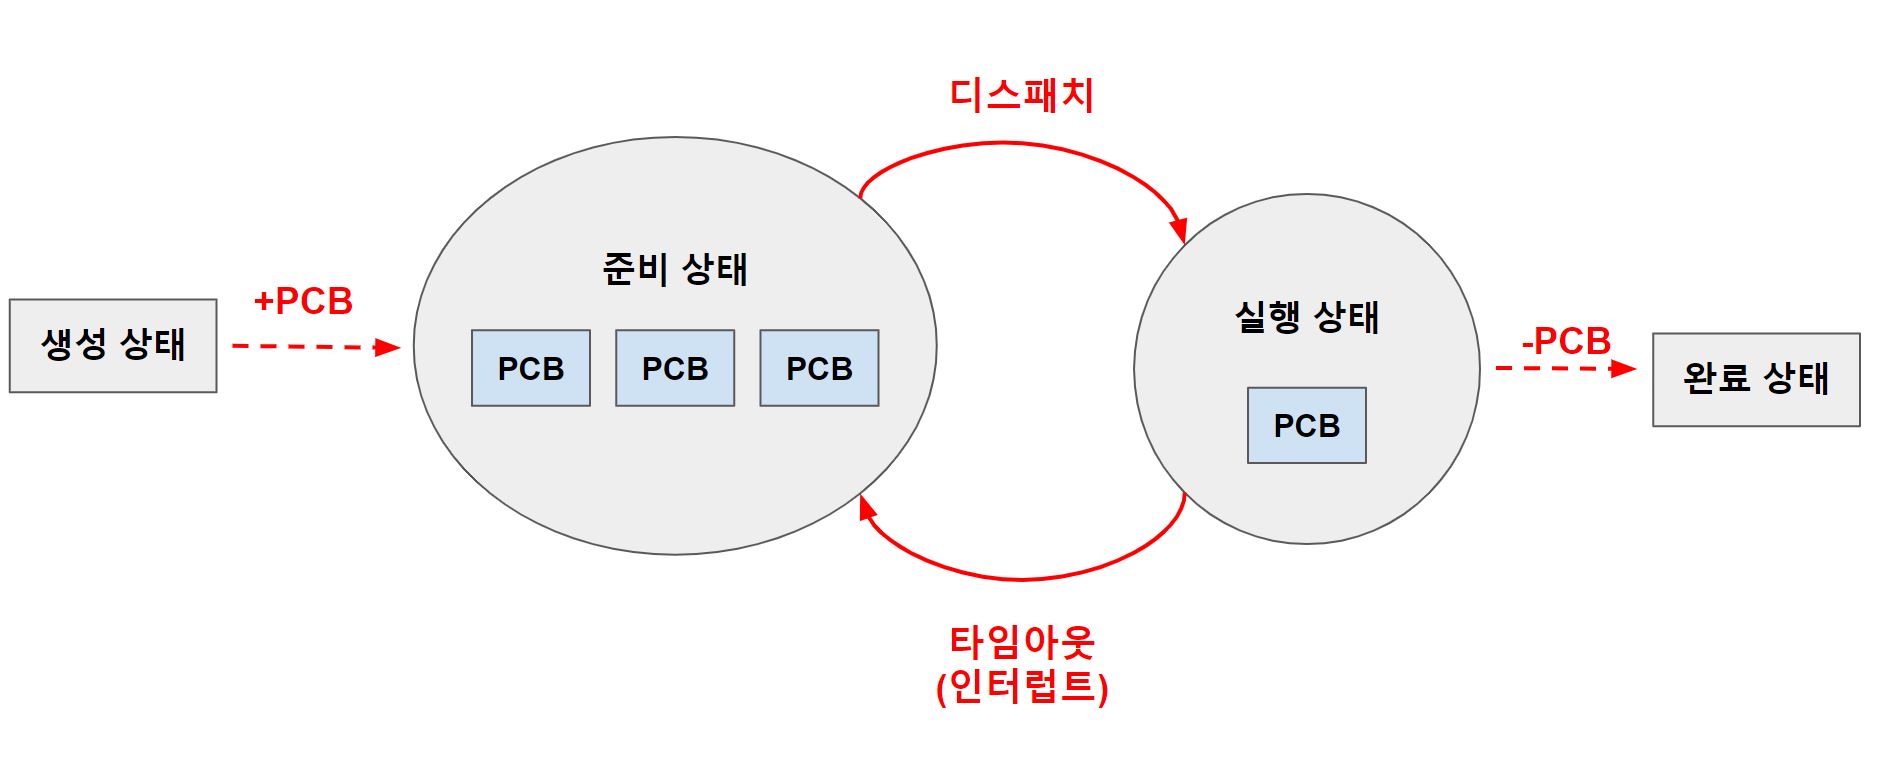 생성 상태
+PCB
준비 상태
PCB
PCB
PCB
디스패치
타임아웃
(인터럽트)
실행 상태
PCB
-PCB
완료 상태